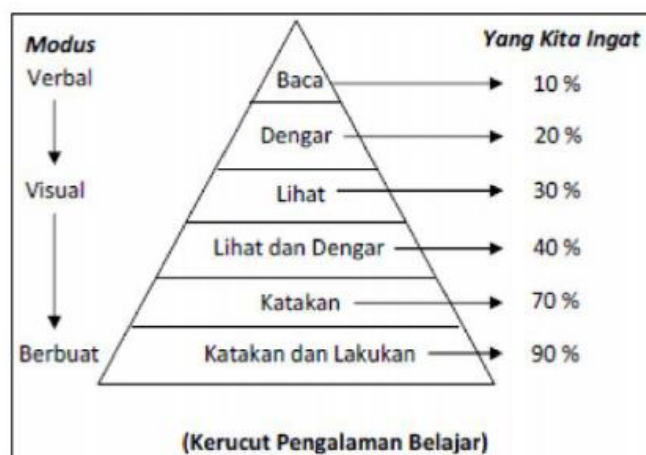 Modus
Yang Kita Ingat
Verbal
Baca
10 %
Dengar
20 %
Visual
Lihat
30 %
Lihat dan Dengar
40 %
Katakan
70 %
Berbuat
Katakan dan Lakukan
90 %
(Kerucut Pengalaman Belajar)